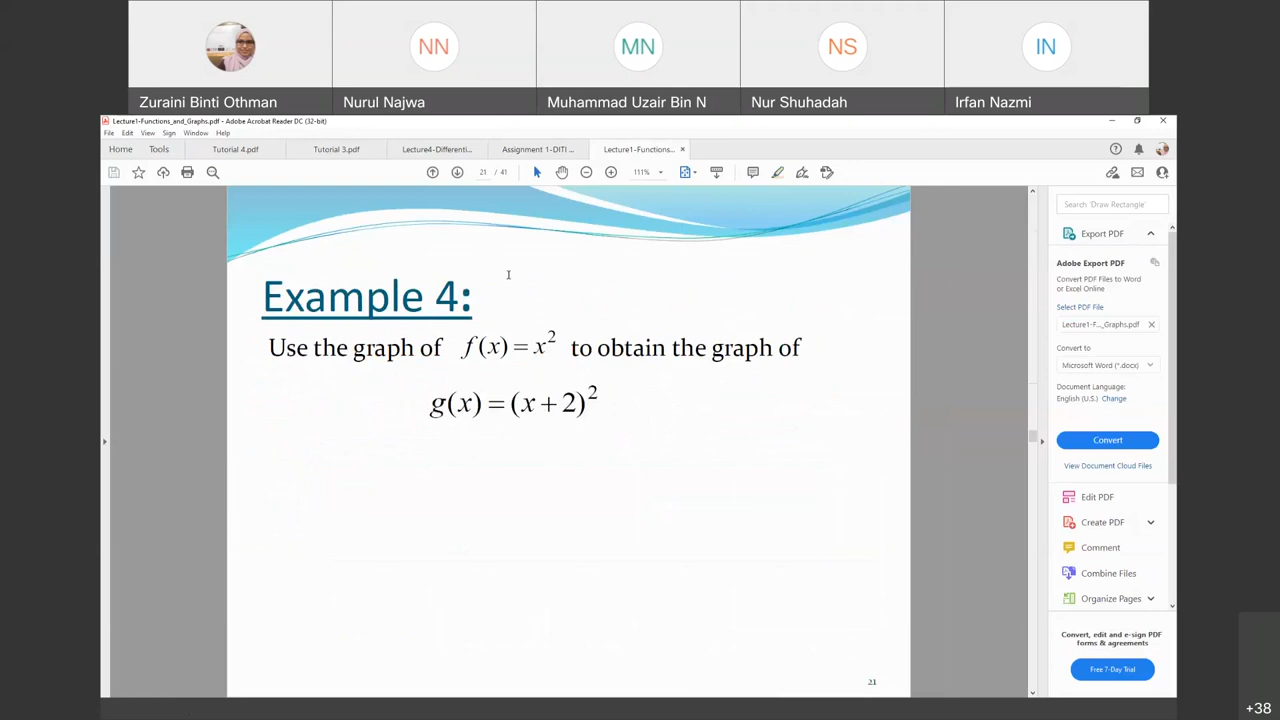 NN
MN
NS
IN
Zuraini Binti Othman
Nurul Najwa
Muhammad Uzair Bin N
Nur Shuhadah
Irfan Nazmi
Lecture1-Functions_and_Graphs.pdf - Adobe Acrobat Reader DC (32-bit)
File Edit View Sign Window Help
Home Tools Tutorial 4.pdf Tutorial 3.pdf Lecture4-Differenti... Assignment 1-DITI ... Lecture1-Functions... ×
21 / 41 111%
Example 4:
Use the graph of f(x) = x² to obtain the graph of
g(x) = (x + 2)²
21
Search 'Draw Rectangle'
Export PDF
Adobe Export PDF
Convert PDF Files to Word
or Excel Online
Select PDF File
Lecture1-F..._Graphs.pdf
Convert to
Microsoft Word (*.docx)
Document Language:
English (U.S.) Change
Convert
View Document Cloud Files
Edit PDF
Create PDF
Comment
Combine Files
Organize Pages
Convert, edit and e-sign PDF
forms & agreements
Free 7-Day Trial
+38